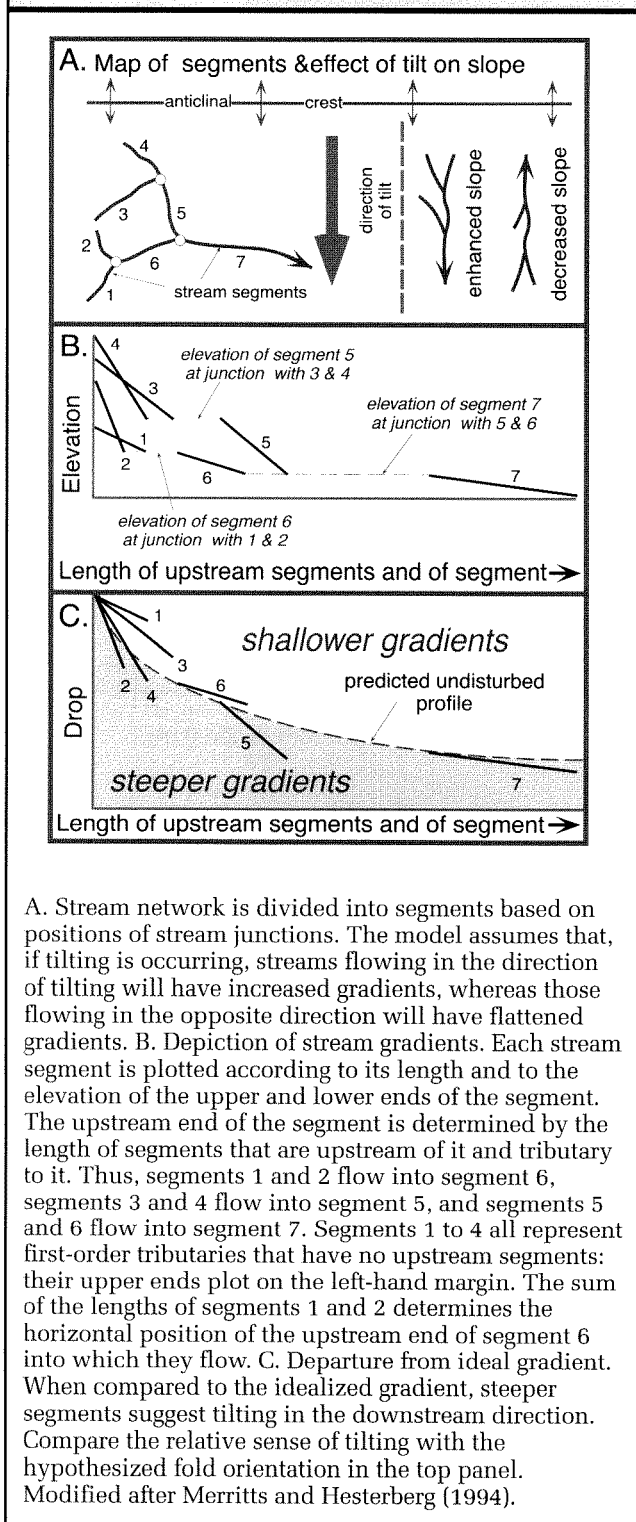 A. Map of segments &effect of tilt on slope
anticlinal crest
4
3
5
2
6
7
1
stream segments
direction of tilt
enhanced slope
decreased slope
B.
4
elevation of segment 5
at junction with 3 & 4
3
elevation of segment 7
at junction with 5 & 6
1
5
2
6
7
elevation of segment 6
at junction with 1 & 2
Elevation
Length of upstream segments and of segment
C.
1
shallower gradients
3
2
4
6
predicted undisturbed
profile
5
steeper gradients
7
Drop
Length of upstream segments and of segment
A. Stream network is divided into segments based on
positions of stream junctions. The model assumes that,
if tilting is occurring, streams flowing in the direction
of tilting will have increased gradients, whereas those
flowing in the opposite direction will have flattened
gradients. B. Depiction of stream gradients. Each stream
segment is plotted according to its length and to the
elevation of the upper and lower ends of the segment.
The upstream end of the segment is determined by the
length of segments that are upstream of it and tributary
to it. Thus, segments 1 and 2 flow into segment 6,
segments 3 and 4 flow into segment 5, and segments 5
and 6 flow into segment 7. Segments 1 to 4 all represent
first-order tributaries that have no upstream segments:
their upper ends plot on the left-hand margin. The sum
of the lengths of segments 1 and 2 determines the
horizontal position of the upstream end of segment 6
into which they flow. C. Departure from ideal gradient.
When compared to the idealized gradient, steeper
segments suggest tilting in the downstream direction.
Compare the relative sense of tilting with the
hypothesized fold orientation in the top panel.
Modified after Merritts and Hesterberg (1994).